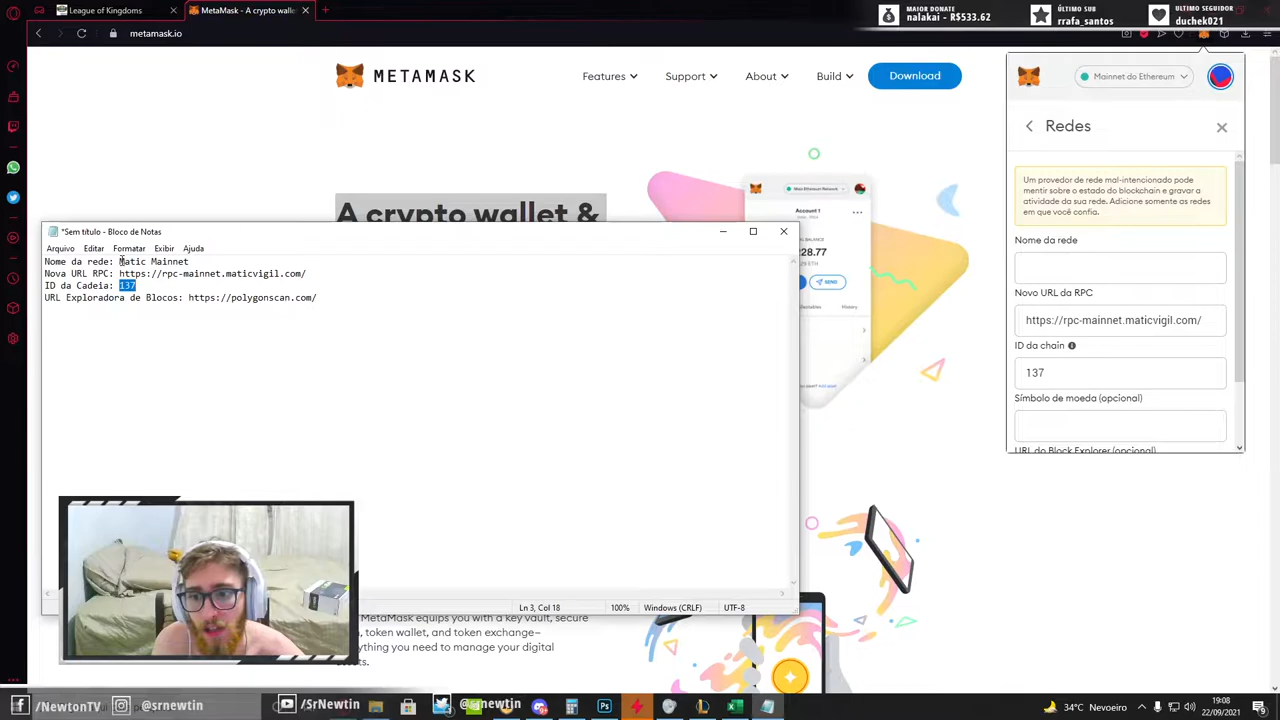 League of Kingdoms
MetaMask - A crypto walle
metamask.io
MAIOR DONATE
nalakai - R$533.62
ÚLTIMO SUB
rrafa_santos
ÚLTIMO SEGUIDOR
duchek021
METAMASK
Features
Support
About
Build
Download
A crypto wallet &
*Sem título - Bloco de Notas
Arquivo Editar Formatar Exibir Ajuda
Nome da rede: Matic Mainnet
Nova URL RPC: https://rpc-mainnet.maticvigil.com/
ID da Cadeia: 137
URL Exploradora de Blocos: https://polygonscan.com/
Ln 3, Col 18
100%
Windows (CRLF)
UTF-8
Account 1
SEND
MetaMask equips you with a key vault, secure
token wallet, and token exchange—
everything you need to manage your digital
assets.
Mainnet do Ethereum
Redes
Um provedor de rede mal-intencionado pode
mentir sobre o estado do blockchain e gravar a
atividade da sua rede. Adicione somente as redes
em que você confia.
Nome da rede
Novo URL da RPC
https://rpc-mainnet.maticvigil.com/
ID da chain
137
Símbolo de moeda (opcional)
URL do Block Explorer (opcional)
/NewtonTV
@srnewtin
/SrNewtin
@srnewtin
34°C Nevoeiro
19:08
22/09/2021